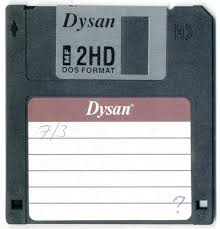 Dysan
MF 2HD
DOS FORMAT
HD
Dysan®
7/3
?